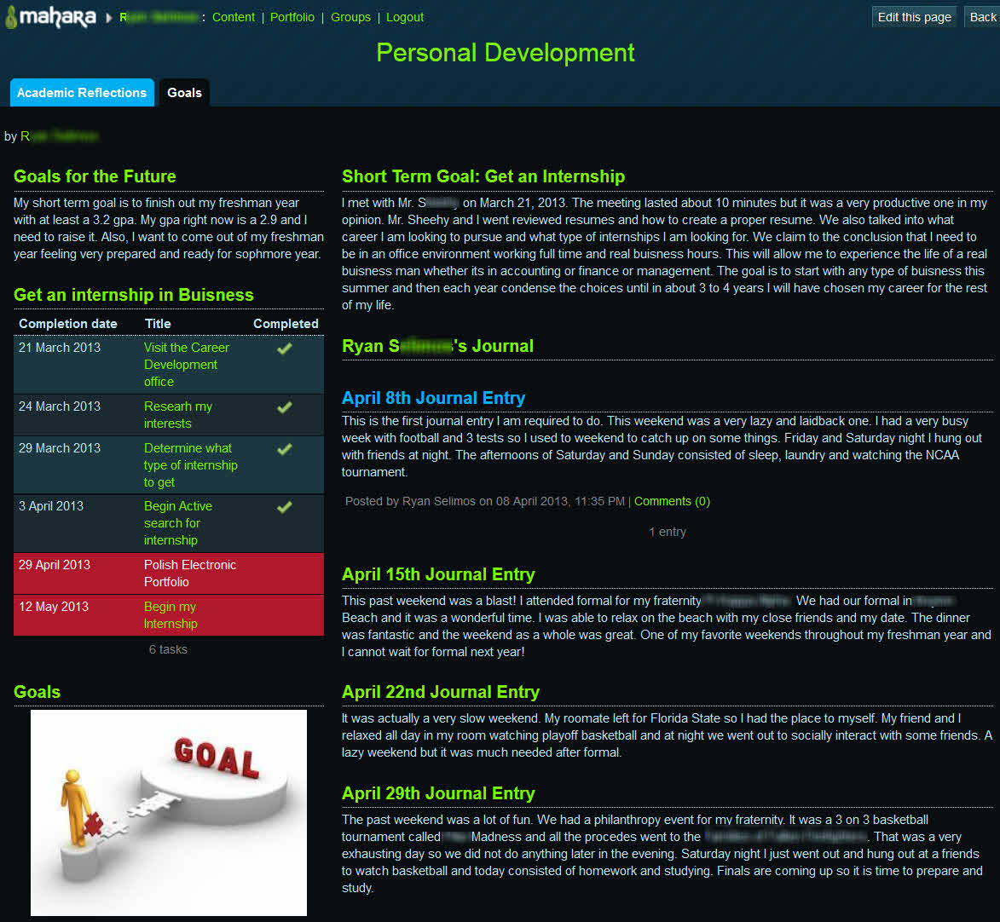 mahara R : Content | Portfolio | Groups | Logout
Edit this page Back
Personal Development
Academic Reflections Goals
by R
Goals for the Future
My short term goal is to finish out my freshman year
with at least a 3.2 gpa. My gpa right now is a 2.9 and I
need to raise it. Also, I want to come out of my freshman
year feeling very prepared and ready for sophmore year.
Get an internship in Buisness
Completion date Title Completed
21 March 2013 Visit the Career
Development
office
24 March 2013 Researh my
interests
29 March 2013 Determine what
type of internship
to get
3 April 2013 Begin Active
search for
internship
29 April 2013 Polish Electronic
Portfolio
12 May 2013 Begin my
Internship
6 tasks
Goals
GOAL
Short Term Goal: Get an Internship
I met with Mr. S on March 21, 2013. The meeting lasted about 10 minutes but it was a very productive one in my
opinion. Mr. Sheehy and I went reviewed resumes and how to create a proper resume. We also talked into what
career I am looking to pursue and what type of internships I am looking for. We claim to the conclusion that I need to
be in an office environment working full time and real buisness hours. This will allow me to experience the life of a real
buisness man whether its in accounting or finance or management. The goal is to start with any type of buisness this
summer and then each year condense the choices until in about 3 to 4 years I will have chosen my career for the rest
of my life.
Ryan S 's Journal
April 8th Journal Entry
This is the first journal entry I am required to do. This weekend was a very lazy and laidback one. I had a very busy
week with football and 3 tests so I used to weekend to catch up on some things. Friday and Saturday night I hung out
with friends at night. The afternoons of Saturday and Sunday consisted of sleep, laundry and watching the NCAA
tournament.
Posted by Ryan Selimos on 08 April 2013, 11:35 PM | Comments (0)
1 entry
April 15th Journal Entry
This past weekend was a blast! I attended formal for my fraternity We had our formal in
Beach and it was a wonderful time. I was able to relax on the beach with my close friends and my date. The dinner
was fantastic and the weekend as a whole was great. One of my favorite weekends throughout my freshman year and
I cannot wait for formal next year!
April 22nd Journal Entry
It was actually a very slow weekend. My roomate left for Florida State so I had the place to myself. My friend and I
relaxed all day in my room watching playoff basketball and at night we went out to socially interact with some friends. A
lazy weekend but it was much needed after formal.
April 29th Journal Entry
The past weekend was a lot of fun. We had a philanthropy event for my fraternity. It was a 3 on 3 basketball
tournament called Madness and all the procedes went to the . That was a very
exhausting day so we did not do anything later in the evening. Saturday night I just went out and hung out at a friends
to watch basketball and today consisted of homework and studying. Finals are coming up so it is time to prepare and
study.